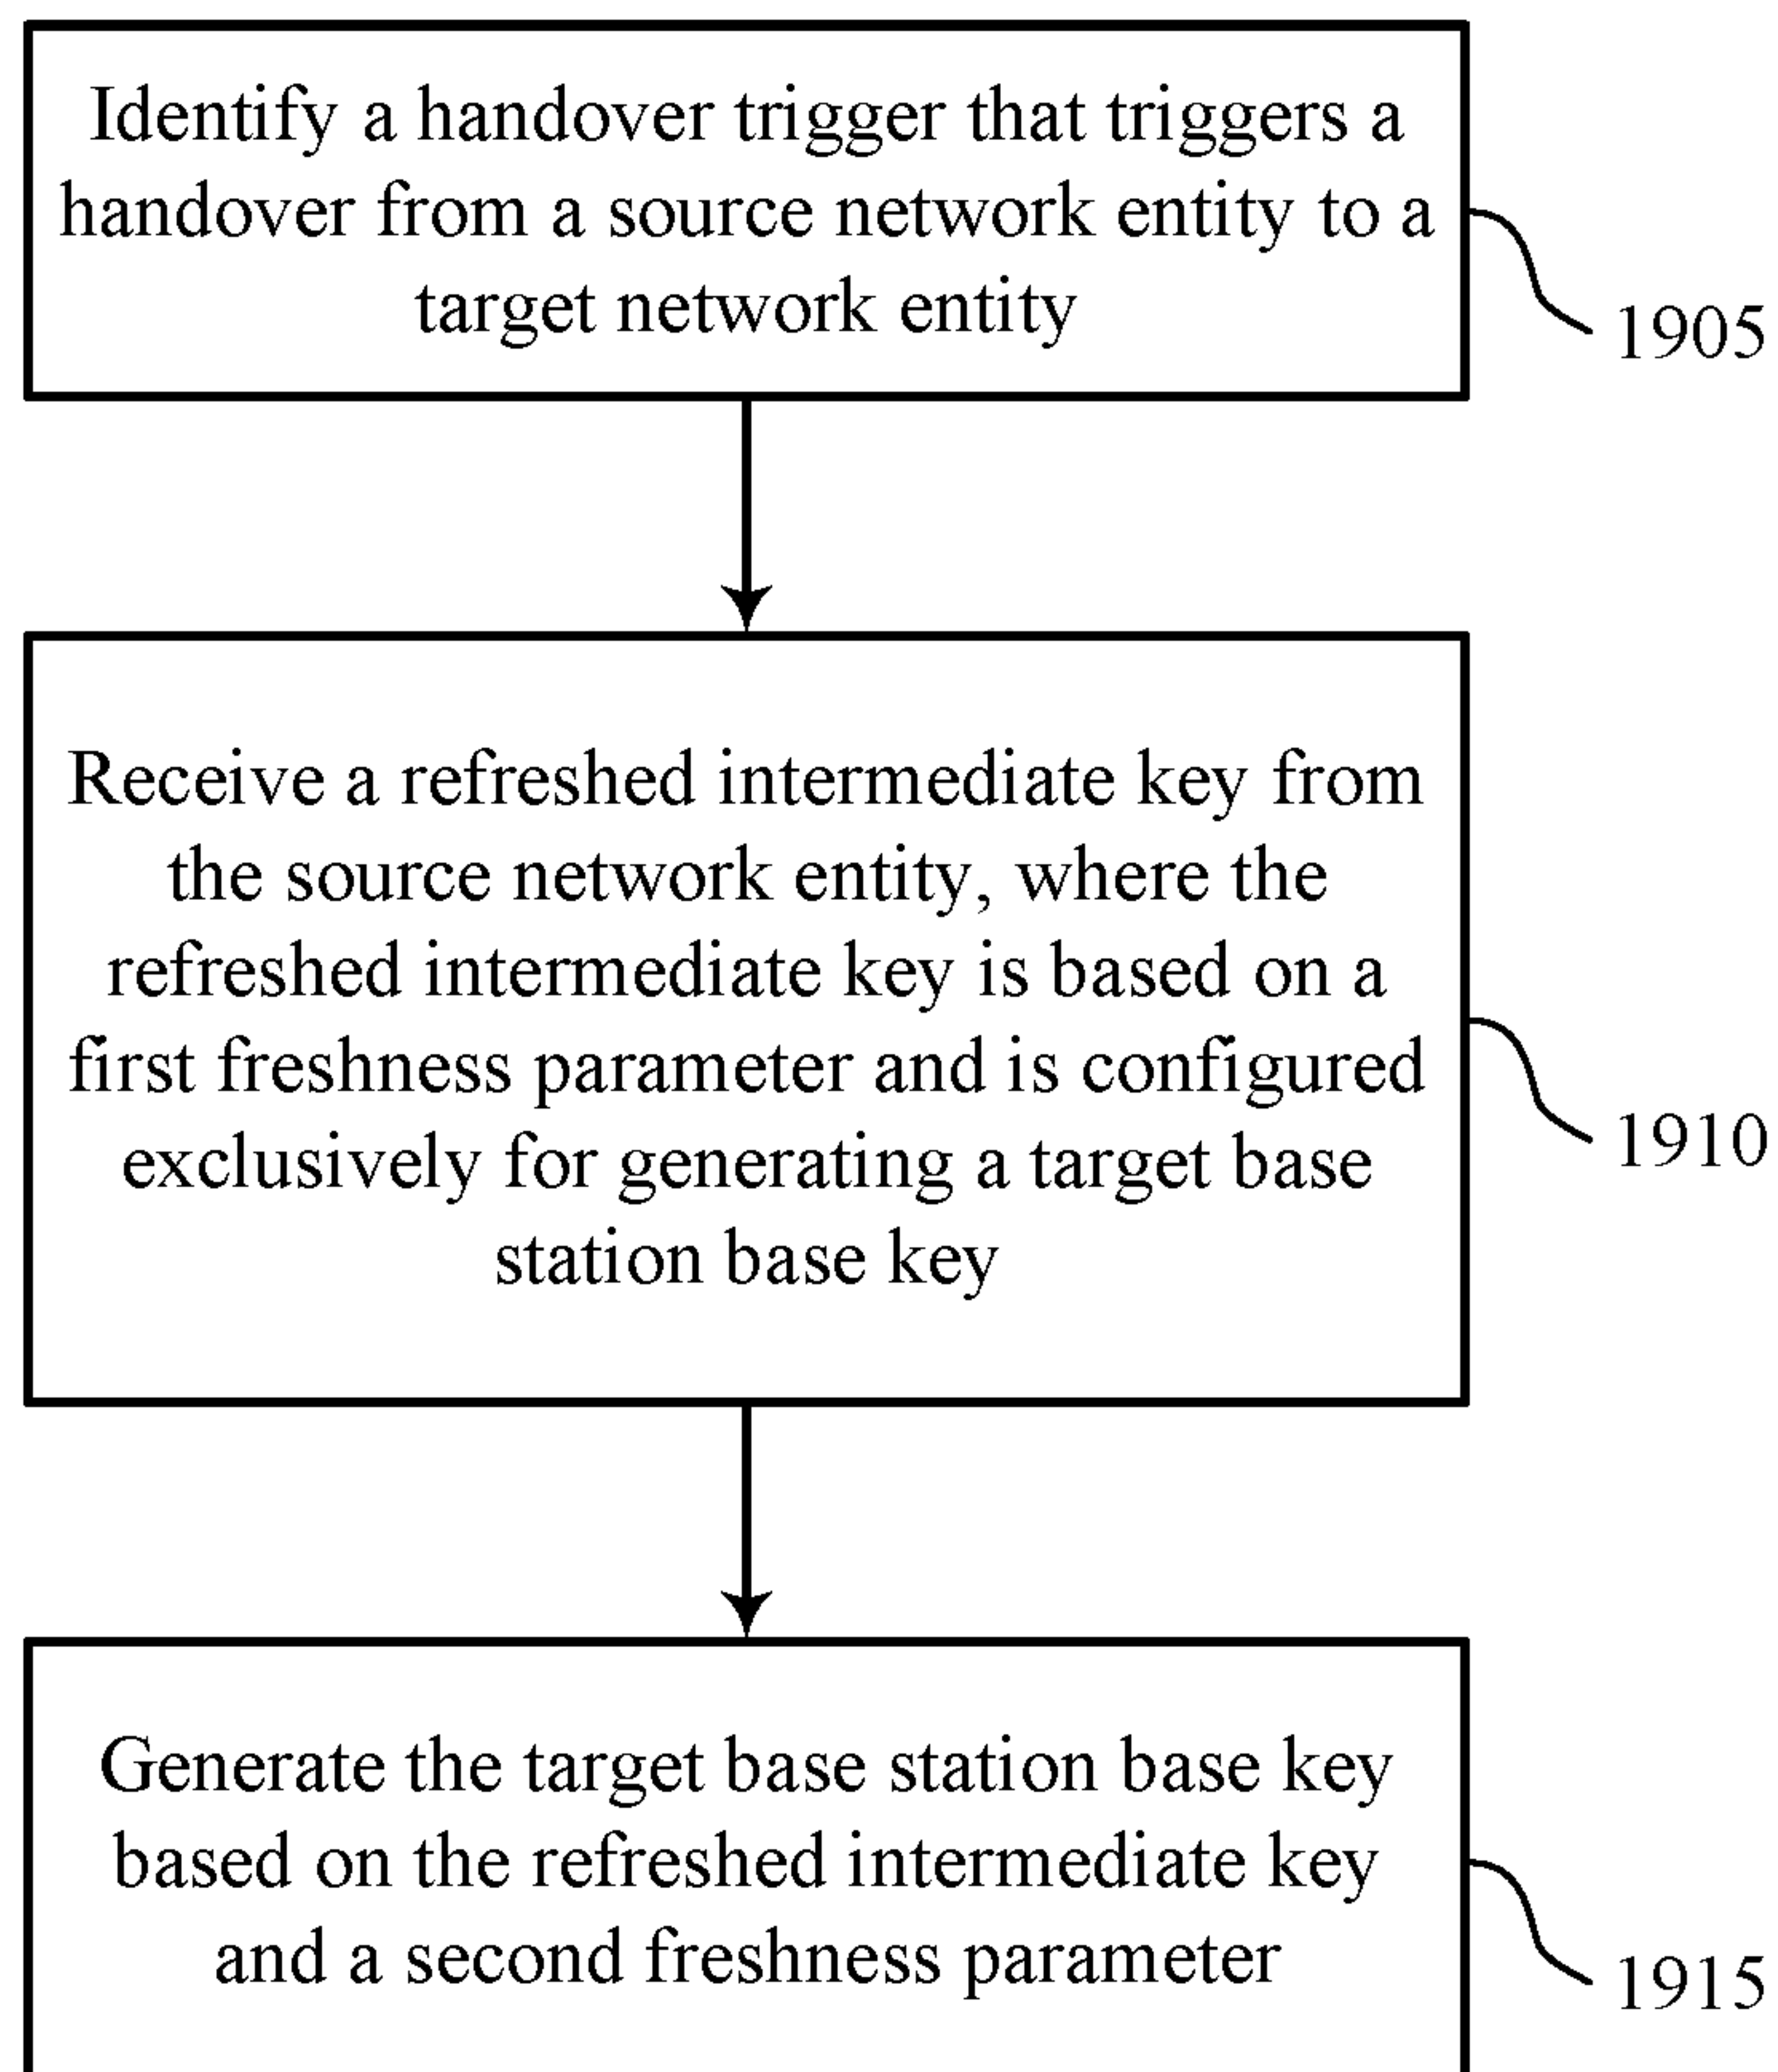 Identify a handover trigger that triggers a
handover from a source network entity to a
target network entity
1905
Receive a refreshed intermediate key from
the source network entity, where the
refreshed intermediate key is based on a
first freshness parameter and is configured
exclusively for generating a target base
station base key
1910
Generate the target base station base key
based on the refreshed intermediate key
and a second freshness parameter
1915